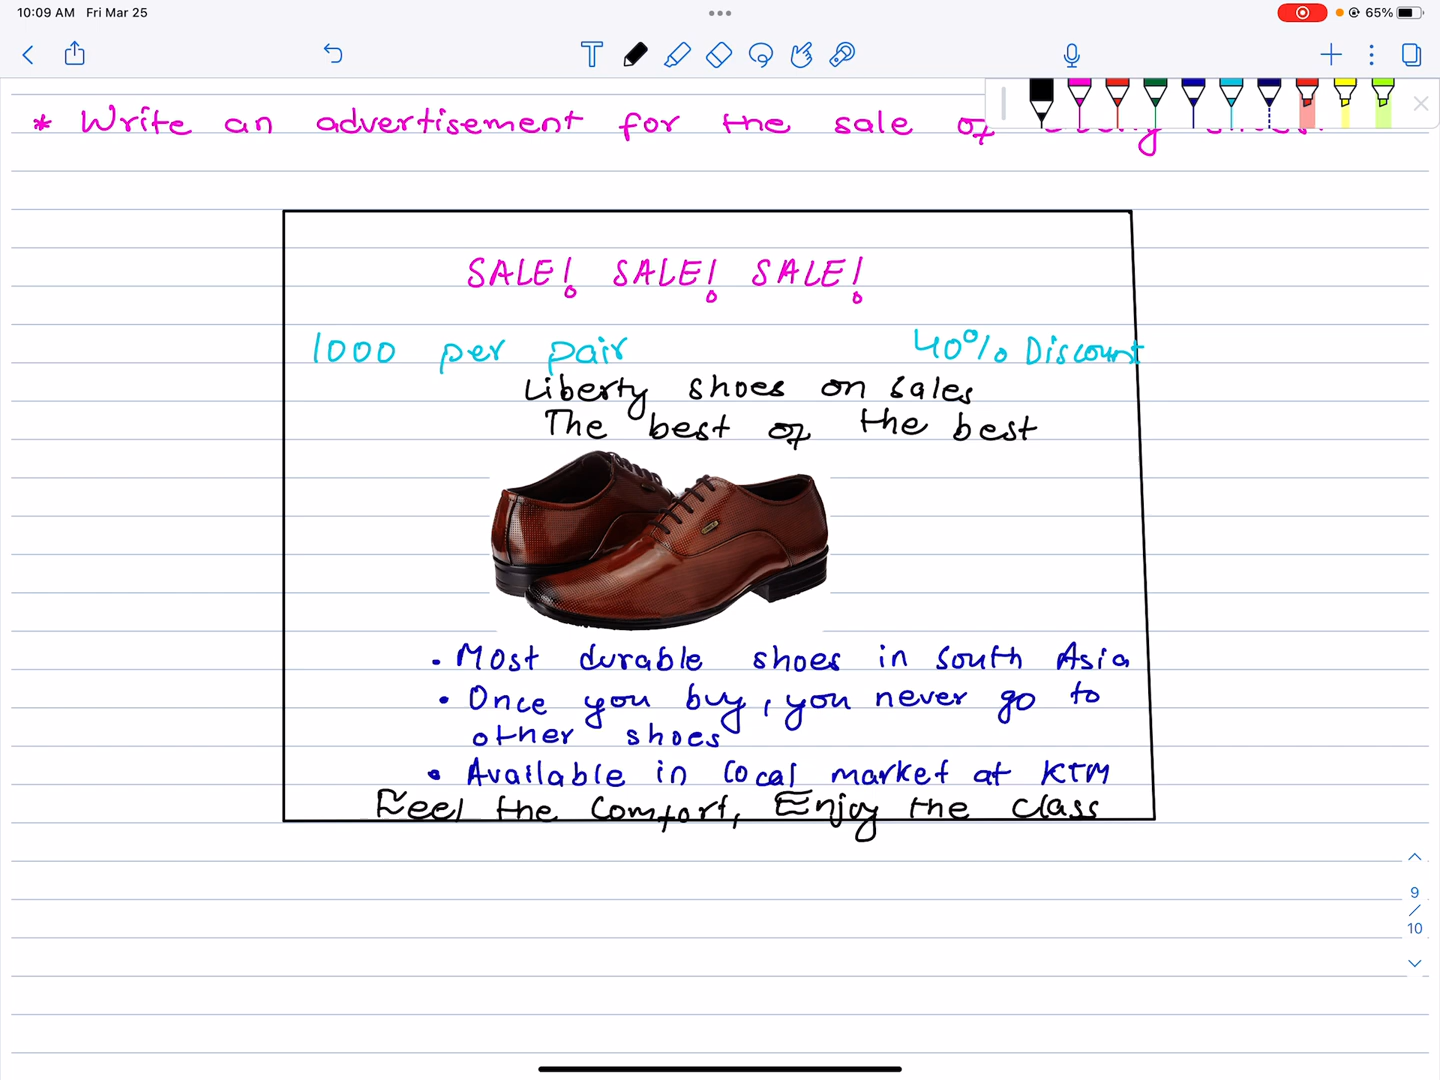 10:09 AM Fri Mar 25
65%
* Write an advertisement for the sale of
SALE! SALE! SALE!
1000 per pair 40% Discount
Liberty shoes on sales
The best of the best
• Most durable shoes in South Asia
• Once you buy, you never go to
other shoes
• Available in local market at KTM
Feel the Comfort, Enjoy the class
9
/
10